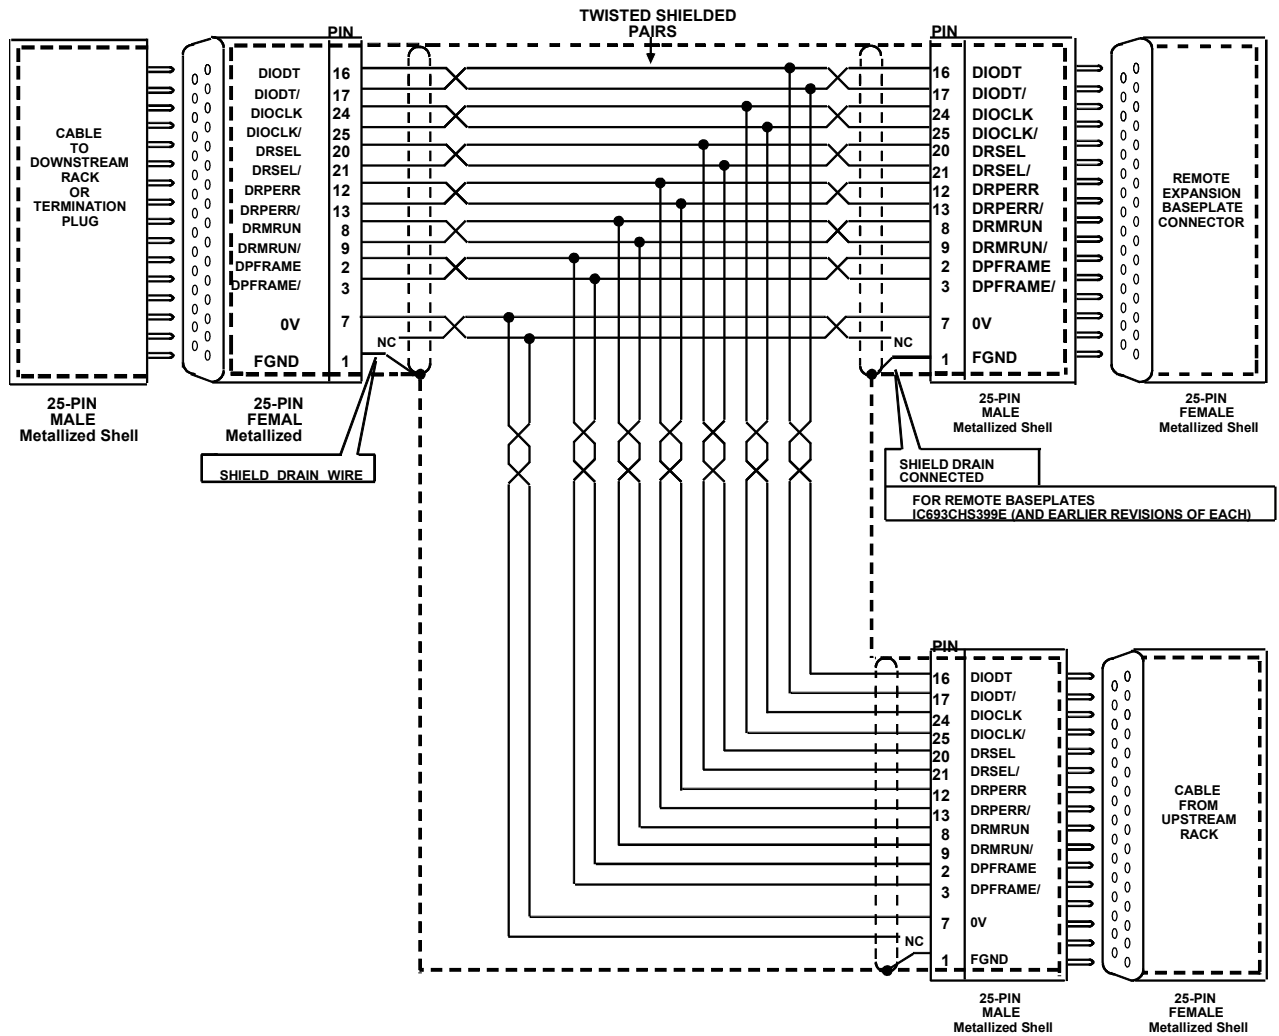 TWISTED SHIELDED
PAIRS
CABLE
TO
DOWNSTREAM
RACK
OR
TERMINATION
PLUG
25-PIN
MALE
Metallized Shell
PIN
DIODT 16
DIODT/ 17
DIOCLK 24
DIOCLK/ 25
DRSEL 20
DRSEL/ 21
DRPERR 12
DRPERR/ 13
DRMRUN 8
DRMRUN/ 9
DPFRAME 2
DPFRAME/ 3
0V 7
NC
FGND 1
25-PIN
FEMAL
Metallized
SHIELD DRAIN WIRE
PIN
16 DIODT
17 DIODT/
24 DIOCLK
25 DIOCLK/
20 DRSEL
21 DRSEL/
12 DRPERR
13 DRPERR/
8 DRMRUN
9 DRMRUN/
2 DPFRAME
3 DPFRAME/
7 0V
NC
1 FGND
25-PIN
MALE
Metallized Shell
REMOTE
EXPANSION
BASEPLATE
CONNECTOR
25-PIN
FEMALE
Metallized Shell
SHIELD DRAIN
CONNECTED
FOR REMOTE BASEPLATES
IC693CHS399E (AND EARLIER REVISIONS OF EACH)
PIN
16 DIODT
17 DIODT/
24 DIOCLK
25 DIOCLK/
20 DRSEL
21 DRSEL/
12 DRPERR
13 DRPERR/
8 DRMRUN
9 DRMRUN/
2 DPFRAME
3 DPFRAME/
7 0V
NC
1 FGND
25-PIN
MALE
Metallized Shell
CABLE
FROM
UPSTREAM
RACK
25-PIN
FEMALE
Metallized Shell